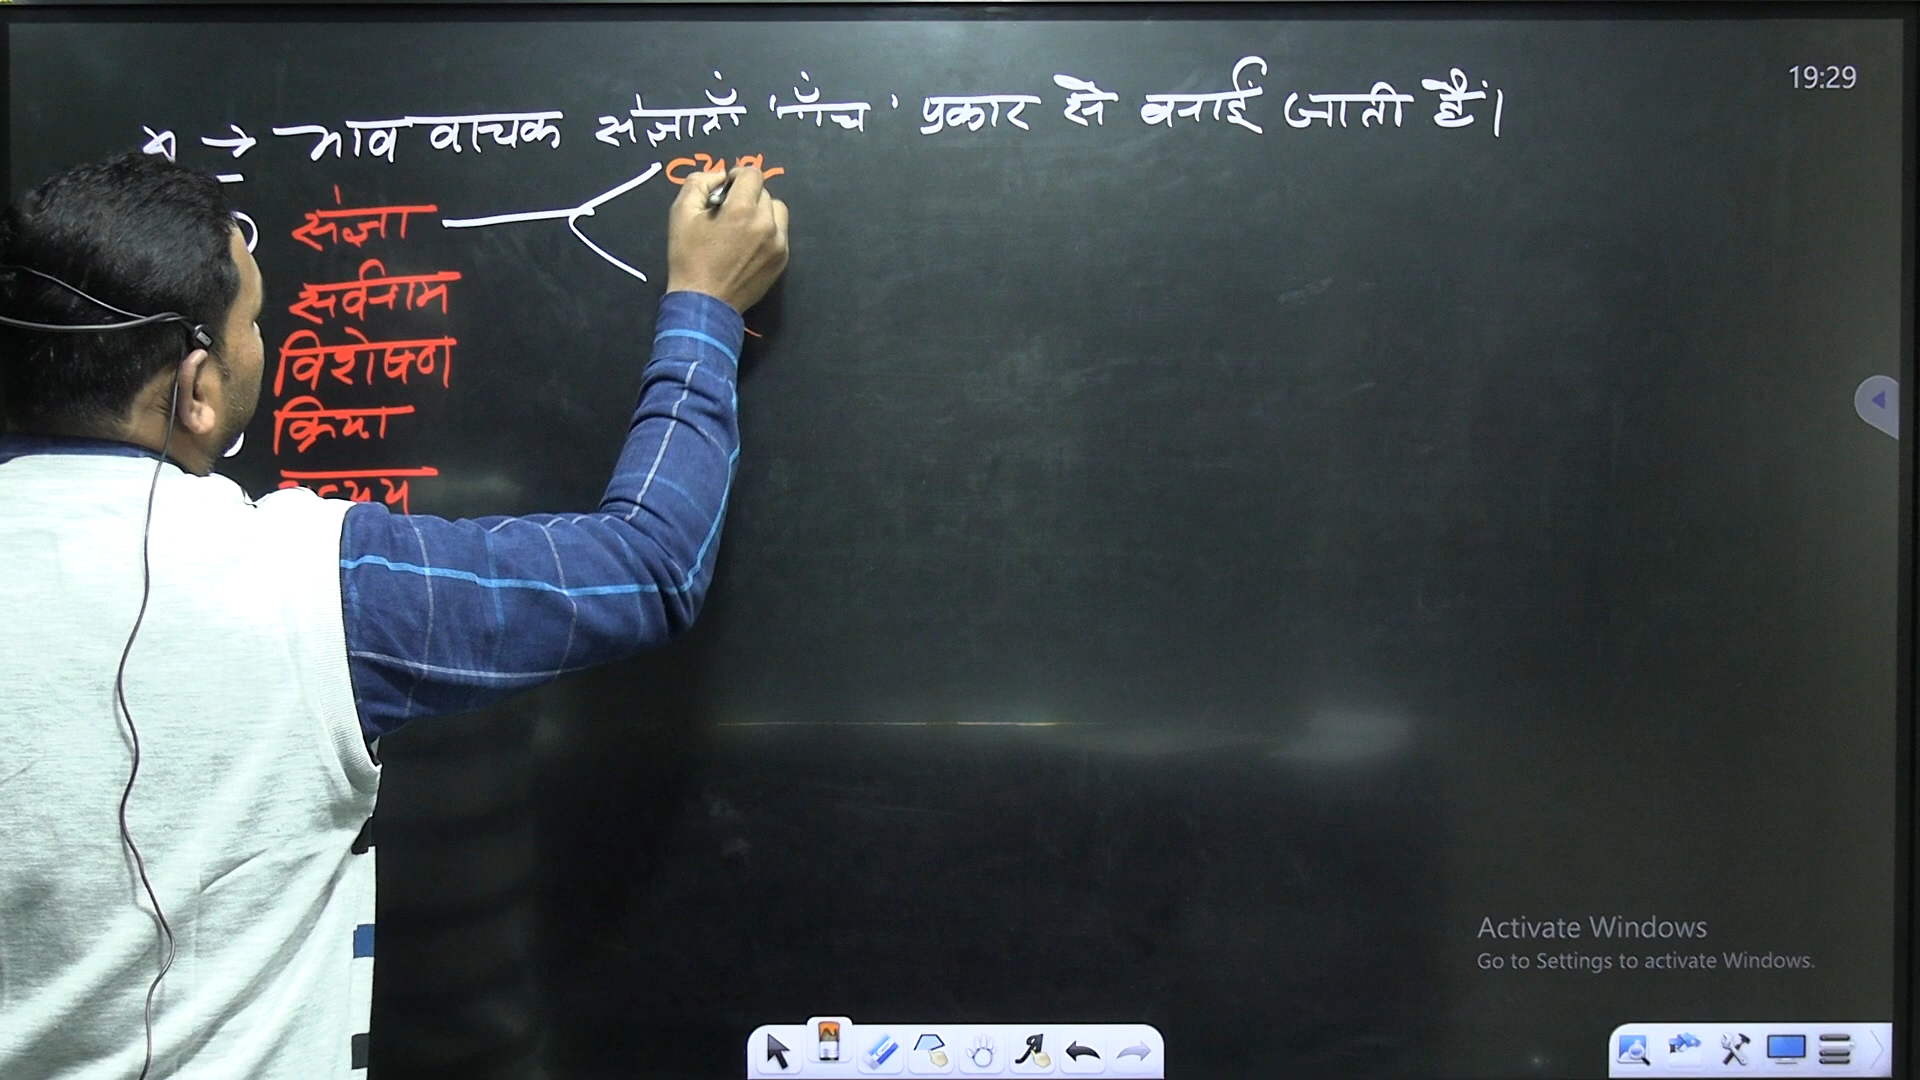 19:29
→ भाव वाचक संज्ञाएँ 'पाँच' प्रकार से बनाई जाती हैं।
संज्ञा
सर्वनाम
विशेषण
क्रिया
Activate Windows
Go to Settings to activate Windows.